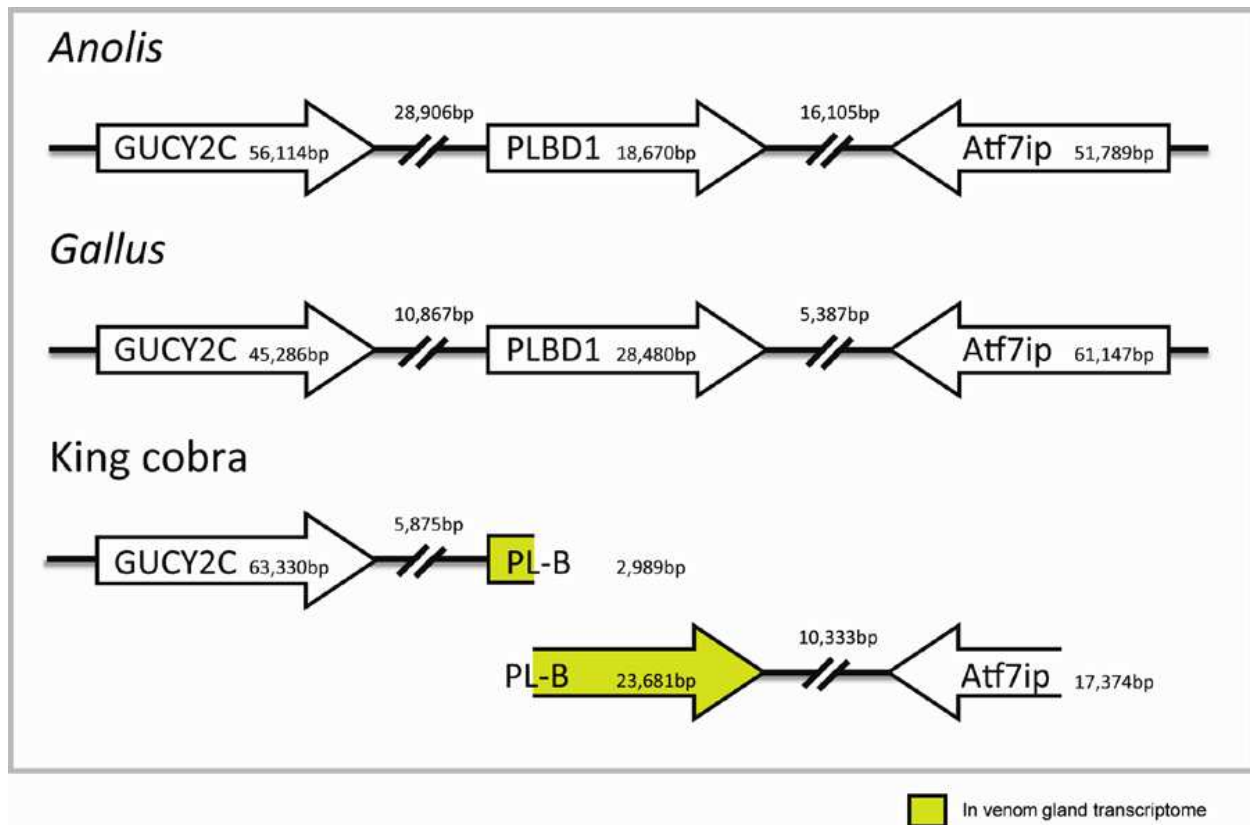 Anolis
28,906bp
16,105bp
GUCY2C 56,114bp
PLBD1 18,670bp
Atf7ip 51,789bp
Gallus
10,867bp
5,387bp
GUCY2C 45,286bp
PLBD1 28,480bp
Atf7ip 61,147bp
King cobra
5,875bp
GUCY2C 63,330bp
PL-B 2,989bp
10,333bp
PL-B 23,681bp
Atf7ip 17,374bp
In venom gland transcriptome